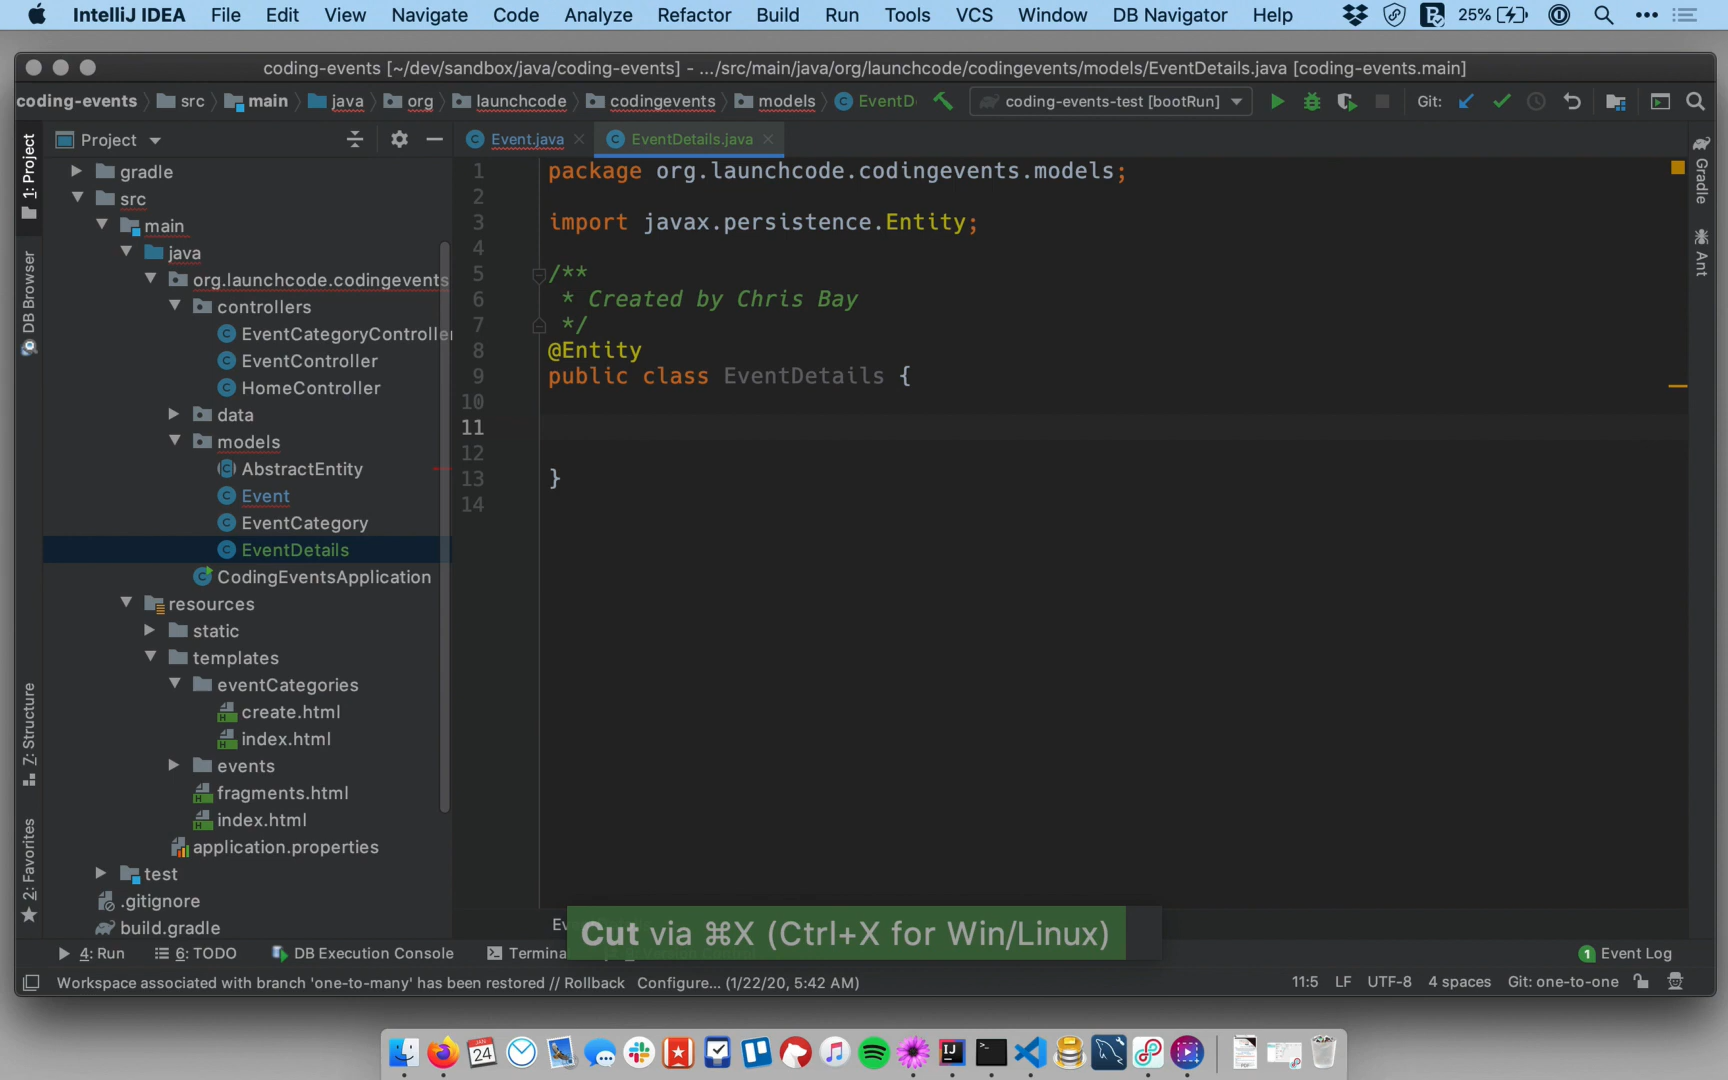 IntelliJ IDEA File Edit View Navigate Code Analyze Refactor Build Run Tools VCS Window DB Navigator Help 25%
coding-events [~/dev/sandbox/java/coding-events] - .../src/main/java/org/launchcode/codingevents/models/EventDetails.java [coding-events.main]
coding-events src main java org launchcode codingevents models EventD coding-events-test [bootRun] Git:
1: Project
DB Browser
7: Structure
2: Favorites
Project
gradle
src
main
java
org.launchcode.codingevents
controllers
EventCategoryController
EventController
HomeController
data
models
AbstractEntity
Event
EventCategory
EventDetails
CodingEventsApplication
resources
static
templates
eventCategories
create.html
index.html
events
fragments.html
index.html
application.properties
test
.gitignore
build.gradle
Event.java EventDetails.java
1 package org.launchcode.codingevents.models;
2
3 import javax.persistence.Entity;
4
5 /**
6 * Created by Chris Bay
7 */
8 @Entity
9 public class EventDetails {
10
11
12
13 }
14
Gradle
Ant
Cut via ⌘X (Ctrl+X for Win/Linux)
4: Run 6: TODO DB Execution Console Termina 1 Event Log
Workspace associated with branch 'one-to-many' has been restored // Rollback Configure... (1/22/20, 5:42 AM) 11:5 LF UTF-8 4 spaces Git: one-to-one
JAN
24
IJ